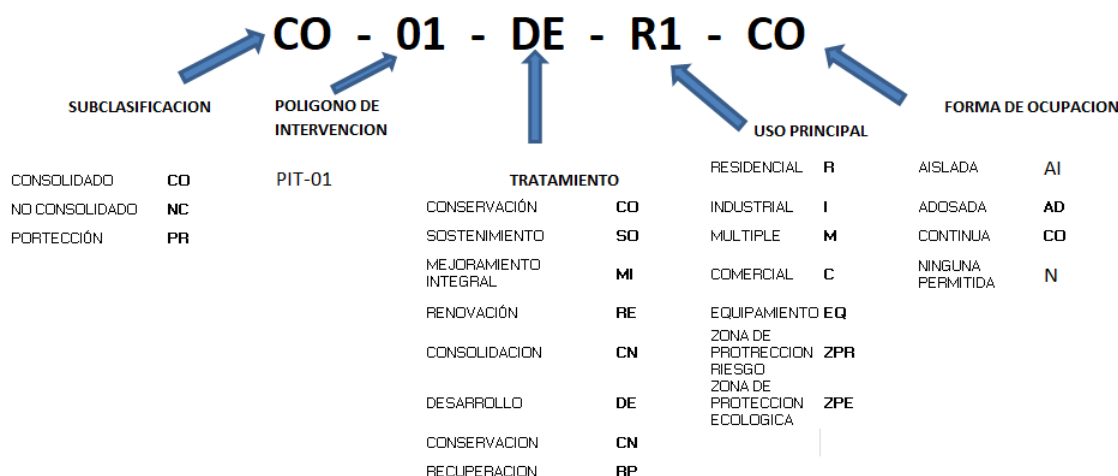 CO - 01 - DE - R1 - CO
SUBCLASIFICACION
CONSOLIDADO CO
NO CONSOLIDADO NC
PORTECCIÓN PR
POLIGONO DE
INTERVENCION
PIT-01
TRATAMIENTO
CONSERVACIÓN CO
SOSTENIMIENTO SO
MEJORAMIENTO
INTEGRAL MI
RENOVACIÓN RE
CONSOLIDACION CN
DESARROLLO DE
CONSERVACION CN
RECUPERACION RP
USO PRINCIPAL
RESIDENCIAL R
INDUSTRIAL I
MULTIPLE M
COMERCIAL C
EQUIPAMIENTO EQ
ZONA DE
PROTRECCION ZPR
RIESGO
ZONA DE
PROTECCION ZPE
ECOLOGICA
FORMA DE OCUPACION
AISLADA AI
ADOSADA AD
CONTINUA CO
NINGUNA
PERMITIDA N